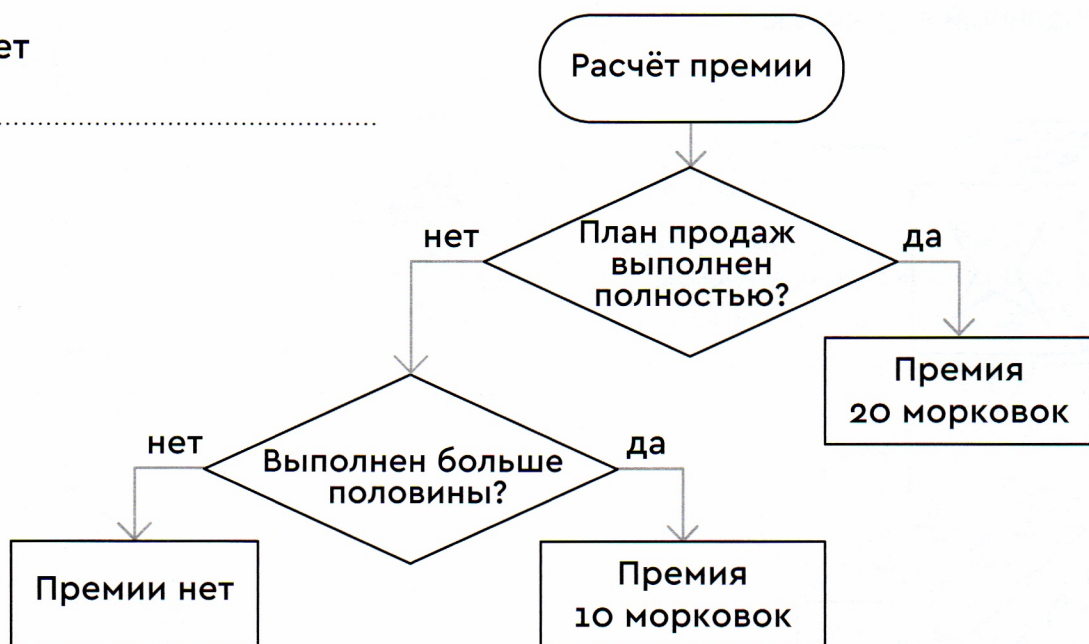 ет
Расчёт премии
План продаж
выполнен
полностью?
нет
да
Премия
20 морковок
Выполнен больше
половины?
нет
да
Премии нет
Премия
10 морковок